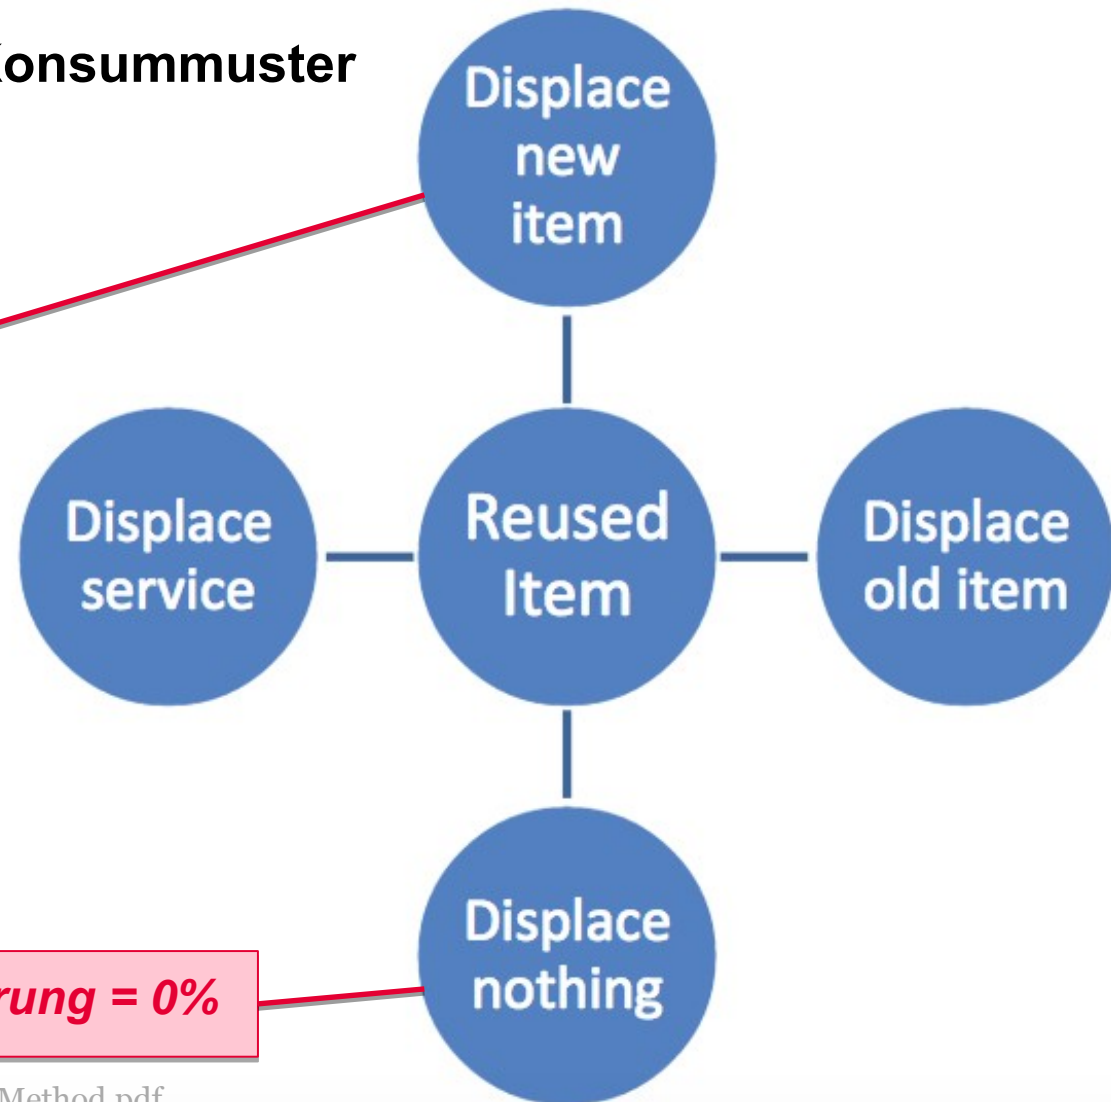 Konsummuster
Displace
new
item
Displace
service
Reused
Item
Displace
old item
Displace
nothing
rung = 0%
Method.pdf